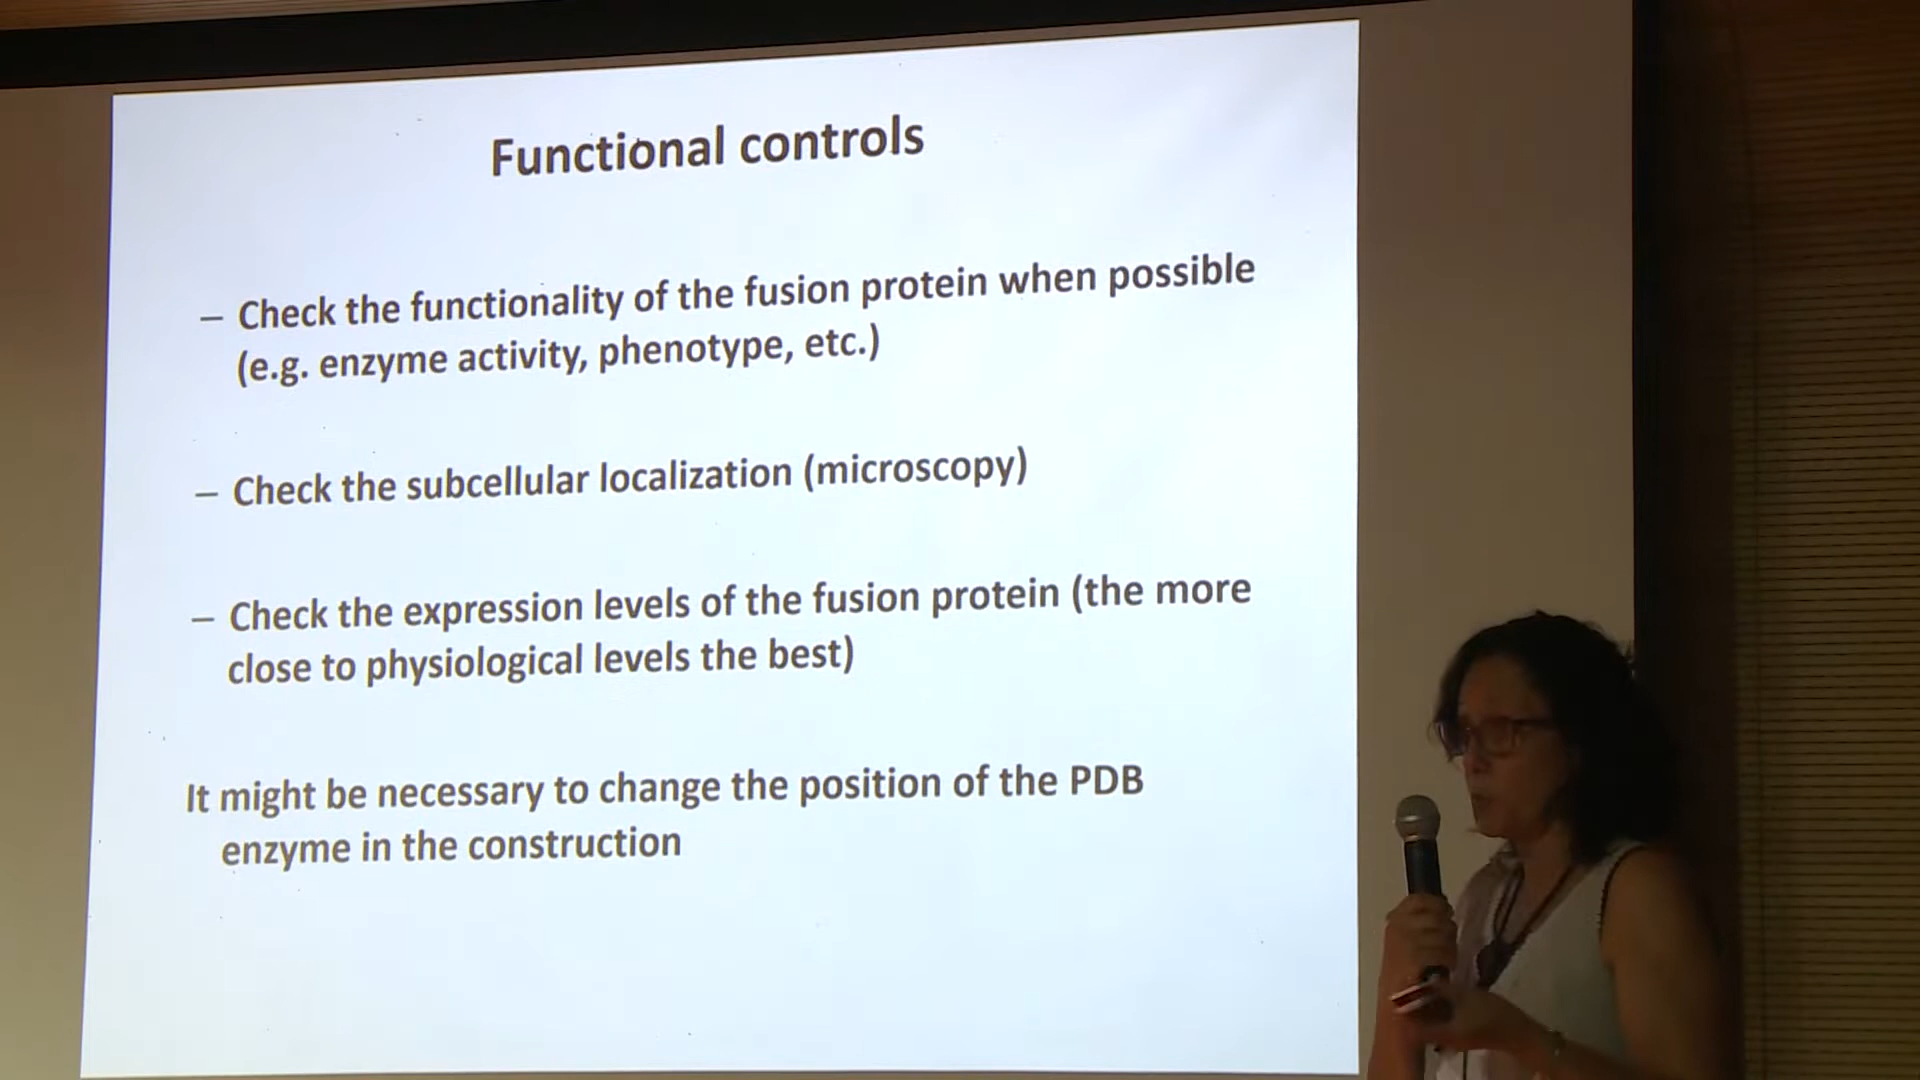 Functional controls
– Check the functionality of the fusion protein when possible
(e.g. enzyme activity, phenotype, etc.)
– Check the subcellular localization (microscopy)
– Check the expression levels of the fusion protein (the more
close to physiological levels the best)
It might be necessary to change the position of the PDB
enzyme in the construction